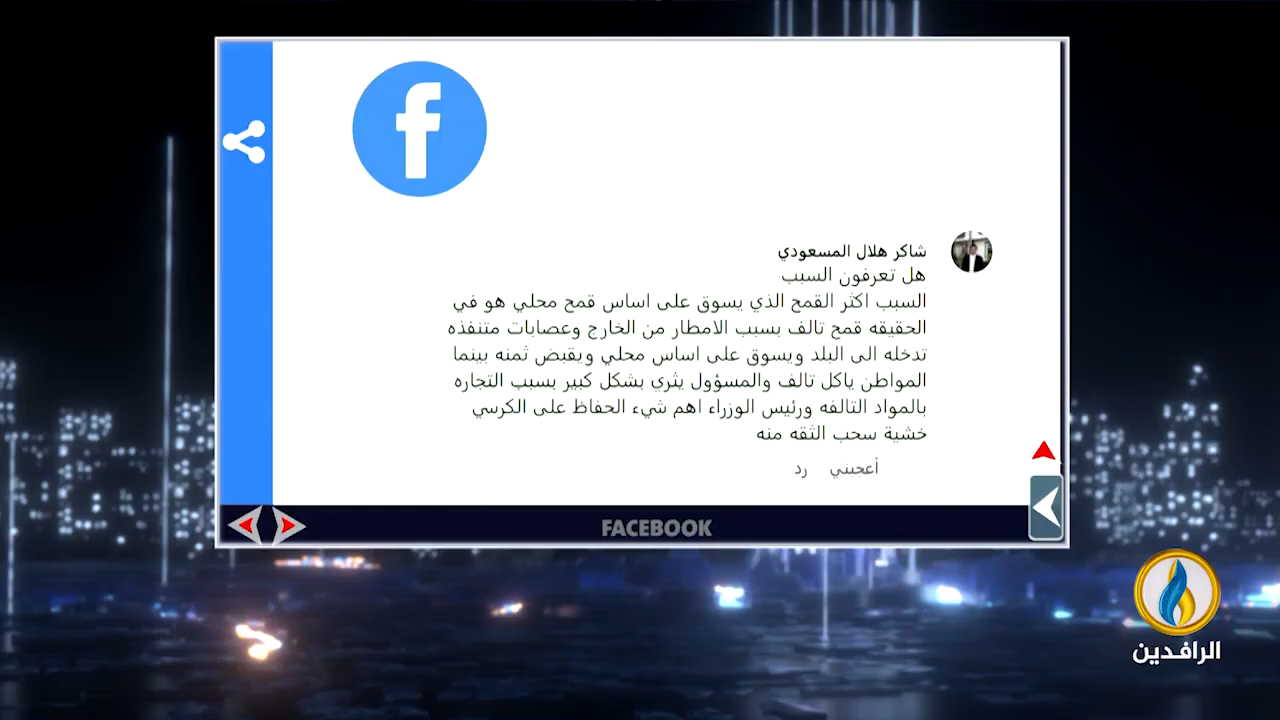 شاكر هلال المسعودي
هل تعرفون السبب
السبب اكثر القمح الذي يسوق على اساس قمح محلي هو في
الحقيقه قمح تالف بسبب الامطار من الخارج وعصابات متنفذه
تدخله الى البلد ويسوق على اساس محلي ويقبض ثمنه بينما
المواطن ياكل تالف والمسؤول يثري بشكل كبير بسبب التجاره
بالمواد التالفه ورئيس الوزراء اهم شيء الحفاظ على الكرسي
خشية سحب الثقه منه
أعجبني رد
FACEBOOK
الرافدين